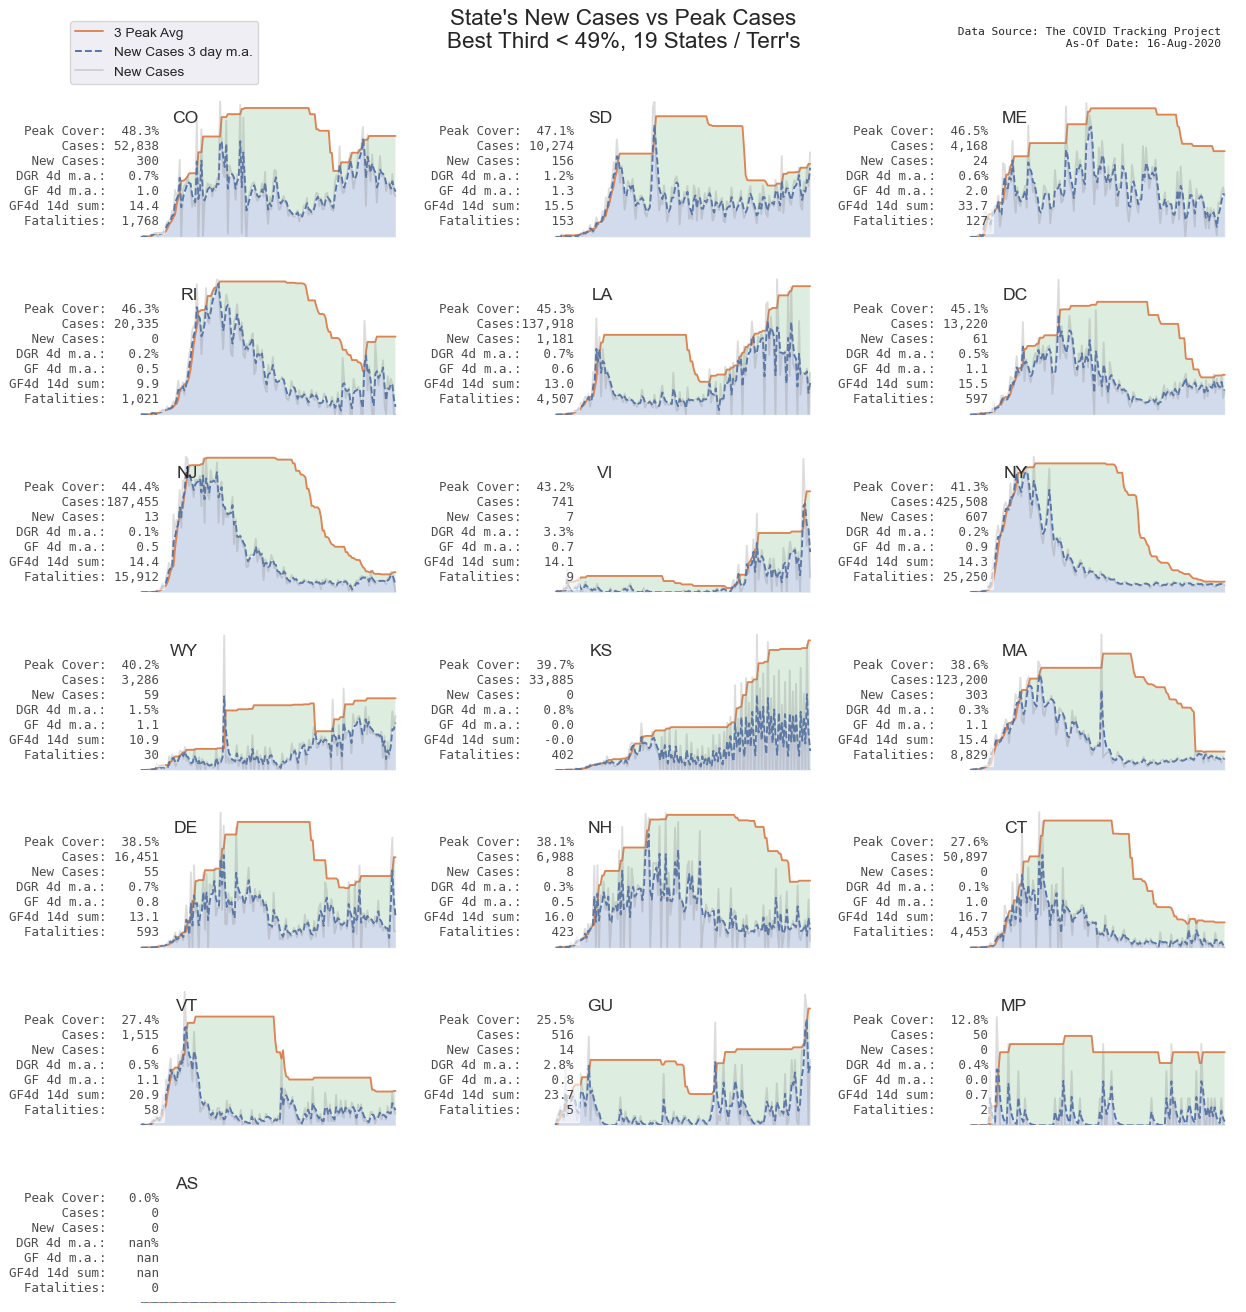 State's New Cases vs Peak Cases
Best Third < 49%, 19 States / Terr's
3 Peak Avg
New Cases 3 day m.a.
New Cases
Data Source: The COVID Tracking Project
As-Of Date: 16-Aug-2020
CO
Peak Cover: 48.3%
Cases: 52,838
New Cases: 300
DGR 4d m.a.: 0.7%
GF 4d m.a.: 1.0
GF4d 14d sum: 14.4
Fatalities: 1,768
SD
Peak Cover: 47.1%
Cases: 10,274
New Cases: 156
DGR 4d m.a.: 1.2%
GF 4d m.a.: 1.3
GF4d 14d sum: 15.5
Fatalities: 153
ME
Peak Cover: 46.5%
Cases: 4,168
New Cases: 24
DGR 4d m.a.: 0.6%
GF 4d m.a.: 2.0
GF4d 14d sum: 33.7
Fatalities: 127
RI
Peak Cover: 46.3%
Cases: 20,335
New Cases: 0
DGR 4d m.a.: 0.2%
GF 4d m.a.: 0.5
GF4d 14d sum: 9.9
Fatalities: 1,021
LA
Peak Cover: 45.3%
Cases:137,918
New Cases: 1,181
DGR 4d m.a.: 0.7%
GF 4d m.a.: 0.6
GF4d 14d sum: 13.0
Fatalities: 4,507
DC
Peak Cover: 45.1%
Cases: 13,220
New Cases: 61
DGR 4d m.a.: 0.5%
GF 4d m.a.: 1.1
GF4d 14d sum: 15.5
Fatalities: 597
NJ
Peak Cover: 44.4%
Cases:187,455
New Cases: 13
DGR 4d m.a.: 0.1%
GF 4d m.a.: 0.5
GF4d 14d sum: 14.4
Fatalities: 15,912
VI
Peak Cover: 43.2%
Cases: 741
New Cases: 7
DGR 4d m.a.: 3.3%
GF 4d m.a.: 0.7
GF4d 14d sum: 14.1
Fatalities: 9
NY
Peak Cover: 41.3%
Cases:425,508
New Cases: 607
DGR 4d m.a.: 0.2%
GF 4d m.a.: 0.9
GF4d 14d sum: 14.3
Fatalities: 25,250
WY
Peak Cover: 40.2%
Cases: 3,286
New Cases: 59
DGR 4d m.a.: 1.5%
GF 4d m.a.: 1.1
GF4d 14d sum: 10.9
Fatalities: 30
KS
Peak Cover: 39.7%
Cases: 33,885
New Cases: 0
DGR 4d m.a.: 0.8%
GF 4d m.a.: 0.0
GF4d 14d sum: -0.0
Fatalities: 402
MA
Peak Cover: 38.6%
Cases:123,200
New Cases: 303
DGR 4d m.a.: 0.3%
GF 4d m.a.: 1.1
GF4d 14d sum: 15.4
Fatalities: 8,829
DE
Peak Cover: 38.5%
Cases: 16,451
New Cases: 55
DGR 4d m.a.: 0.7%
GF 4d m.a.: 0.8
GF4d 14d sum: 13.1
Fatalities: 593
NH
Peak Cover: 38.1%
Cases: 6,988
New Cases: 8
DGR 4d m.a.: 0.3%
GF 4d m.a.: 0.5
GF4d 14d sum: 16.0
Fatalities: 423
CT
Peak Cover: 27.6%
Cases: 50,897
New Cases: 0
DGR 4d m.a.: 0.1%
GF 4d m.a.: 1.0
GF4d 14d sum: 16.7
Fatalities: 4,453
VT
Peak Cover: 27.4%
Cases: 1,515
New Cases: 6
DGR 4d m.a.: 0.5%
GF 4d m.a.: 1.1
GF4d 14d sum: 20.9
Fatalities: 58
GU
Peak Cover: 25.5%
Cases: 516
New Cases: 14
DGR 4d m.a.: 2.8%
GF 4d m.a.: 0.8
GF4d 14d sum: 23.7
Fatalities: 5
MP
Peak Cover: 12.8%
Cases: 50
New Cases: 0
DGR 4d m.a.: 0.4%
GF 4d m.a.: 0.0
GF4d 14d sum: 0.7
Fatalities: 2
AS
Peak Cover: 0.0%
Cases: 0
New Cases: 0
DGR 4d m.a.: nan%
GF 4d m.a.: nan
GF4d 14d sum: nan
Fatalities: 0